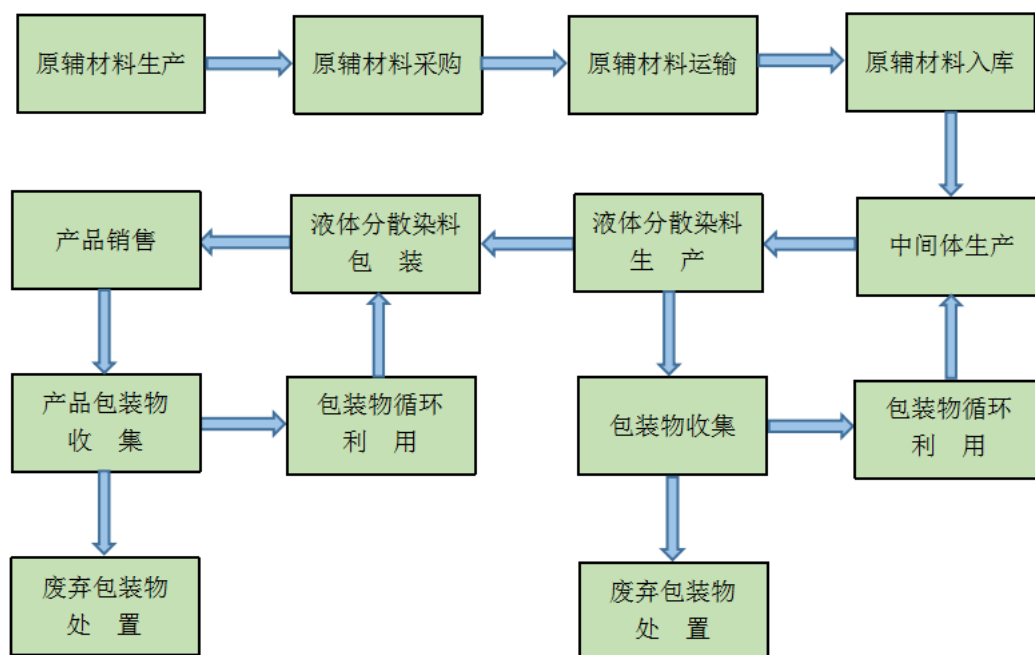 原辅材料生产
原辅材料采购
原辅材料运输
原辅材料入库
产品销售
液体分散染料
包 装
液体分散染料
生 产
中间体生产
产品包装物
收 集
包装物循环
利 用
包装物收集
包装物循环
利 用
废弃包装物
处 置
废弃包装物
处 置